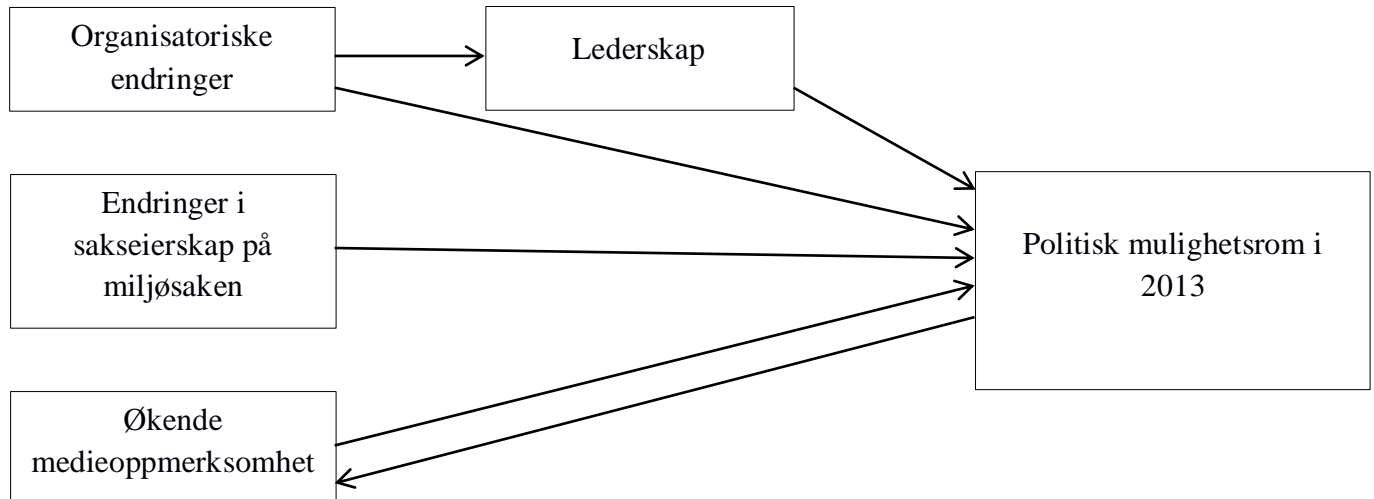 Organisatoriske
endringer
Lederskap
Endringer i
sakseierskap på
miljøsaken
Politisk mulighetsrom i
2013
Økende
medieoppmerksomhet